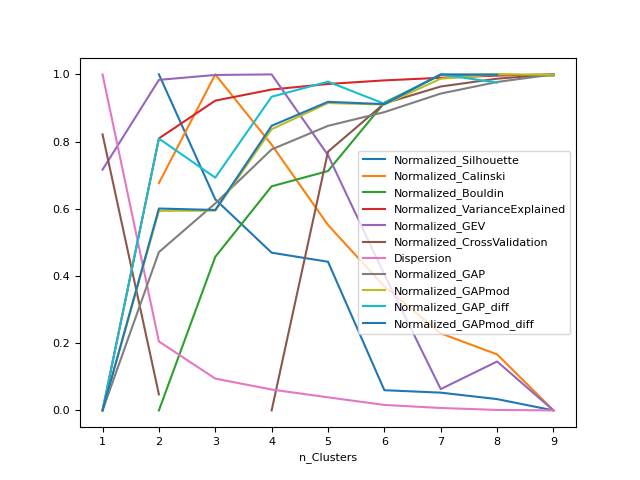 1.0
0.8
0.6
0.4
0.2
0.0
Normalized_Silhouette
Normalized_Calinski
Normalized_Bouldin
Normalized_VarianceExplained
Normalized_GEV
Normalized_CrossValidation
Dispersion
Normalized_GAP
Normalized_GAPmod
Normalized_GAP_diff
Normalized_GAPmod_diff
1 2 3 4 5 6 7 8 9
n_Clusters